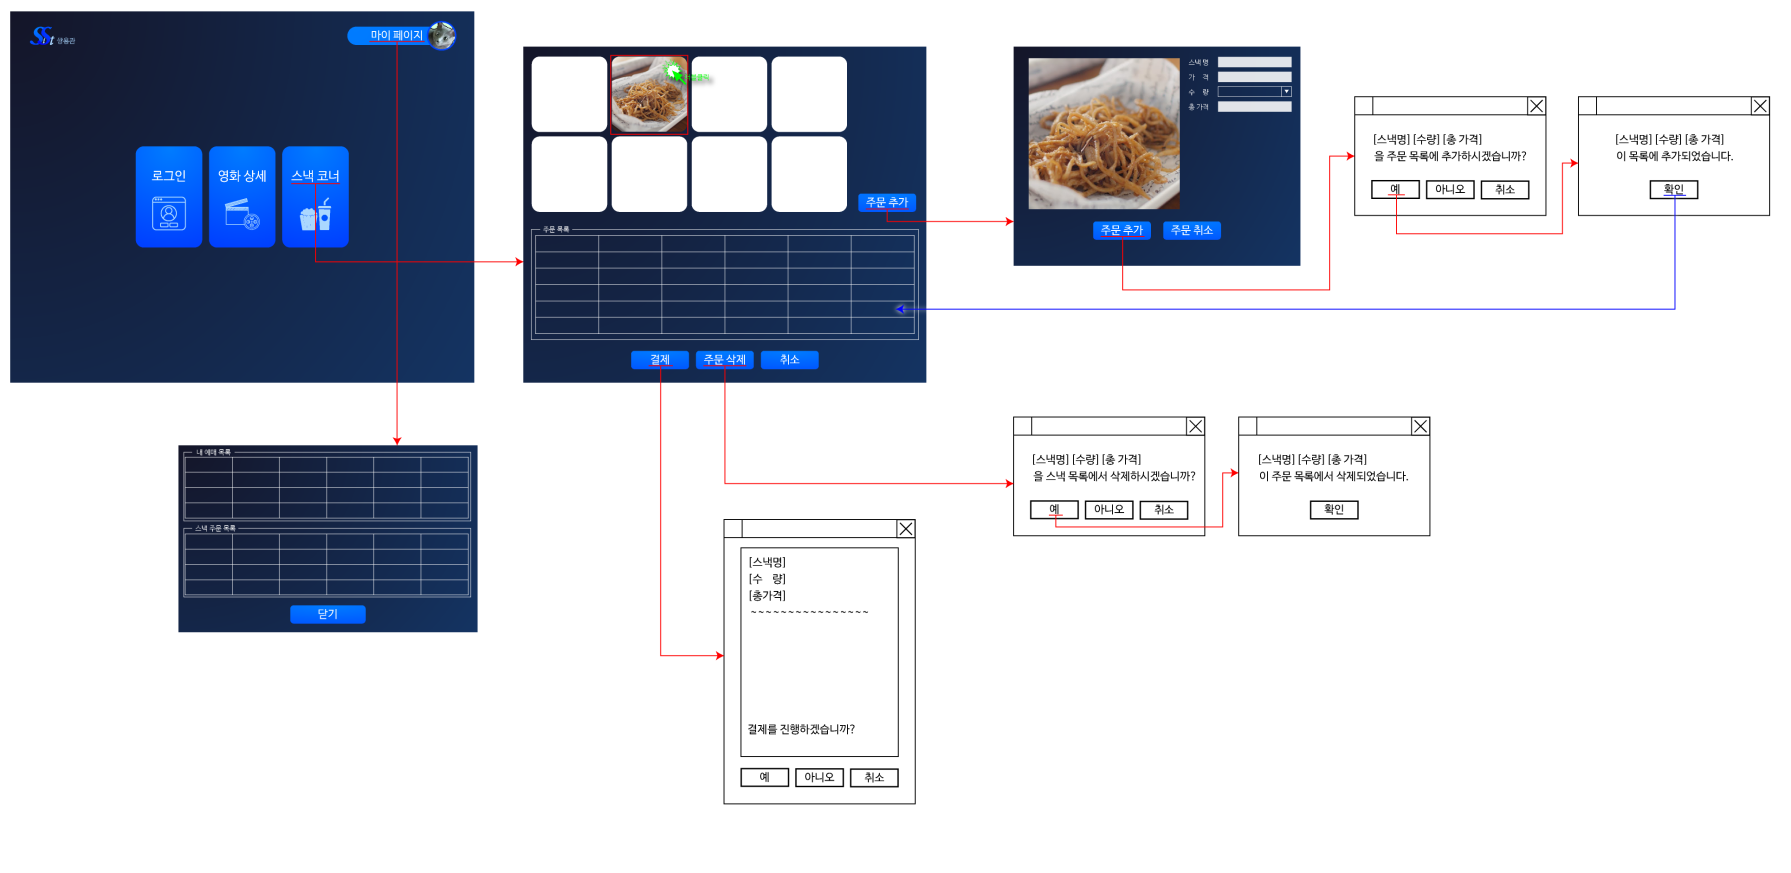 Sist 쌍용관
마이 페이지
로그인
영화 상세
스낵 코너
주문 추가
주문 목록
결제
주문 삭제
취소
스낵 명
가 격
수 량
총 가격
주문 추가
주문 취소
[스낵명] [수량] [총 가격]
을 주문 목록에 추가하시겠습니까?
예
아니오
취소
[스낵명] [수량] [총 가격]
이 목록에 추가되었습니다.
확인
내 예매 목록
스낵 주문 목록
닫기
[스낵명] [수량] [총 가격]
을 스낵 목록에서 삭제하시겠습니까?
예
아니오
취소
[스낵명] [수량] [총 가격]
이 주문 목록에서 삭제되었습니다.
확인
[스낵명]
[수 량]
[총가격]
~~~~~~~~~~~~~~~~
결제를 진행하겠습니까?
예
아니오
취소